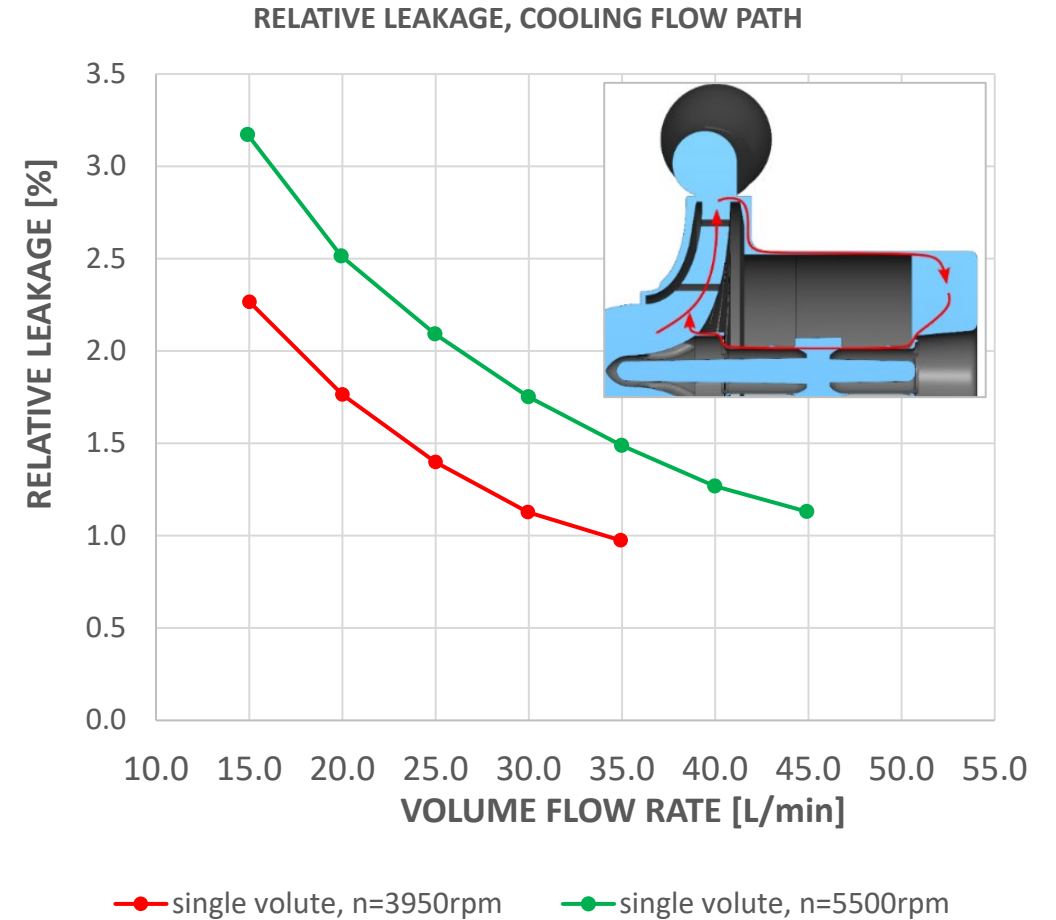 RELATIVE LEAKAGE, COOLING FLOW PATH
RELATIVE LEAKAGE [%]
3.5
3.0
2.5
2.0
1.5
1.0
0.5
0.0
10.0 15.0 20.0 25.0 30.0 35.0 40.0 45.0 50.0 55.0
VOLUME FLOW RATE [L/min]
single volute, n=3950rpm single volute, n=5500rpm